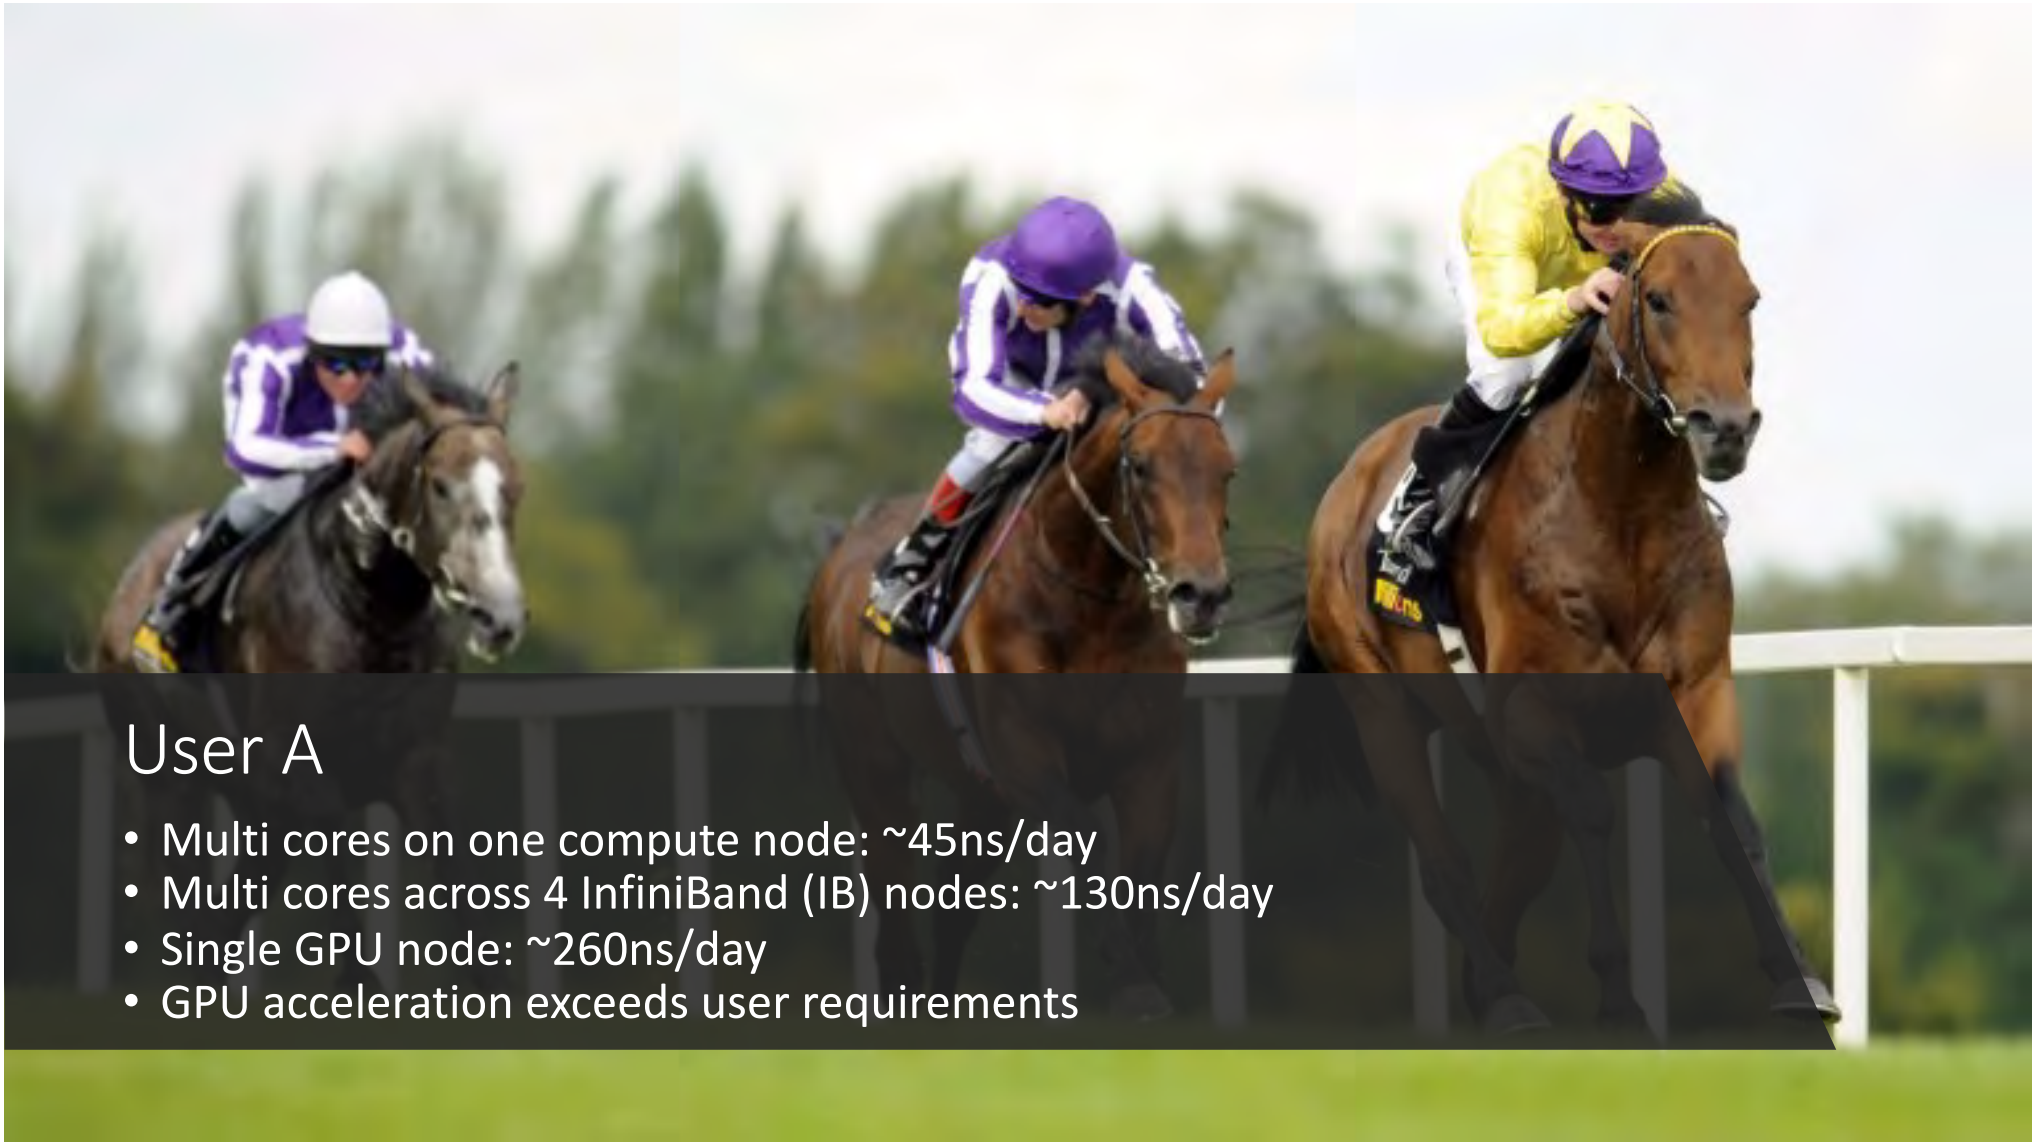 User A
• Multi cores on one compute node: ~45ns/day
• Multi cores across 4 InfiniBand (IB) nodes: ~130ns/day
• Single GPU node: ~260ns/day
• GPU acceleration exceeds user requirements